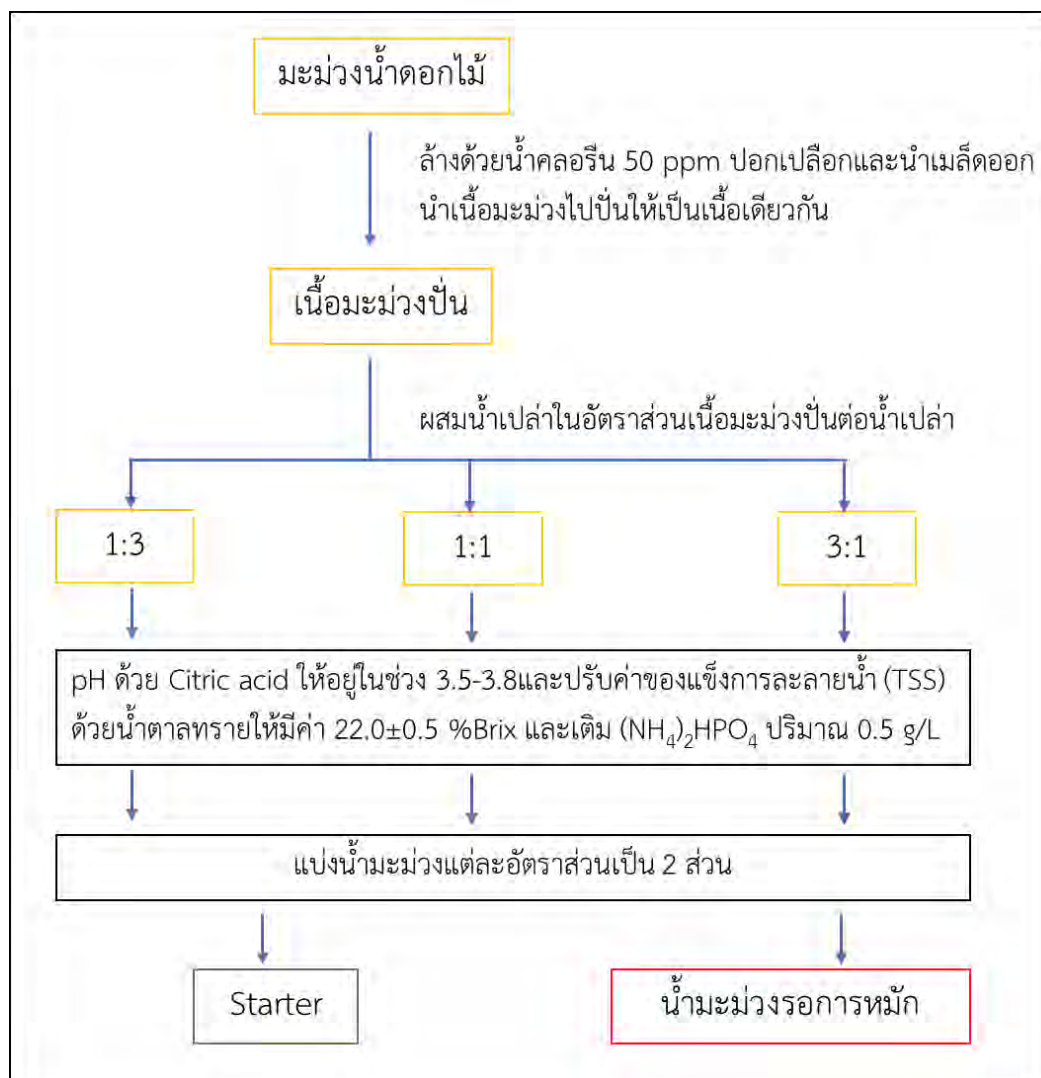 มะม่วงน้ำดอกไม้
ล้างด้วยน้ำคลอรีน 50 ppm ปอกเปลือกและนำเมล็ดออก
นำเนื้อมะม่วงไปปั่นให้เป็นเนื้อเดียวกัน
เนื้อมะม่วงปั่น
ผสมน้ำเปล่าในอัตราส่วนเนื้อมะม่วงปั่นต่อน้ำเปล่า
1:3
1:1
3:1
pH ด้วย Citric acid ให้อยู่ในช่วง 3.5-3.8และปรับค่าของแข็งการละลายน้ำ (TSS)
ด้วยน้ำตาลทรายให้มีค่า 22.0±0.5 %Brix และเติม (NH₄)₂HPO₄ ปริมาณ 0.5 g/L
แบ่งน้ำมะม่วงแต่ละอัตราส่วนเป็น 2 ส่วน
Starter
น้ำมะม่วงรอการหมัก